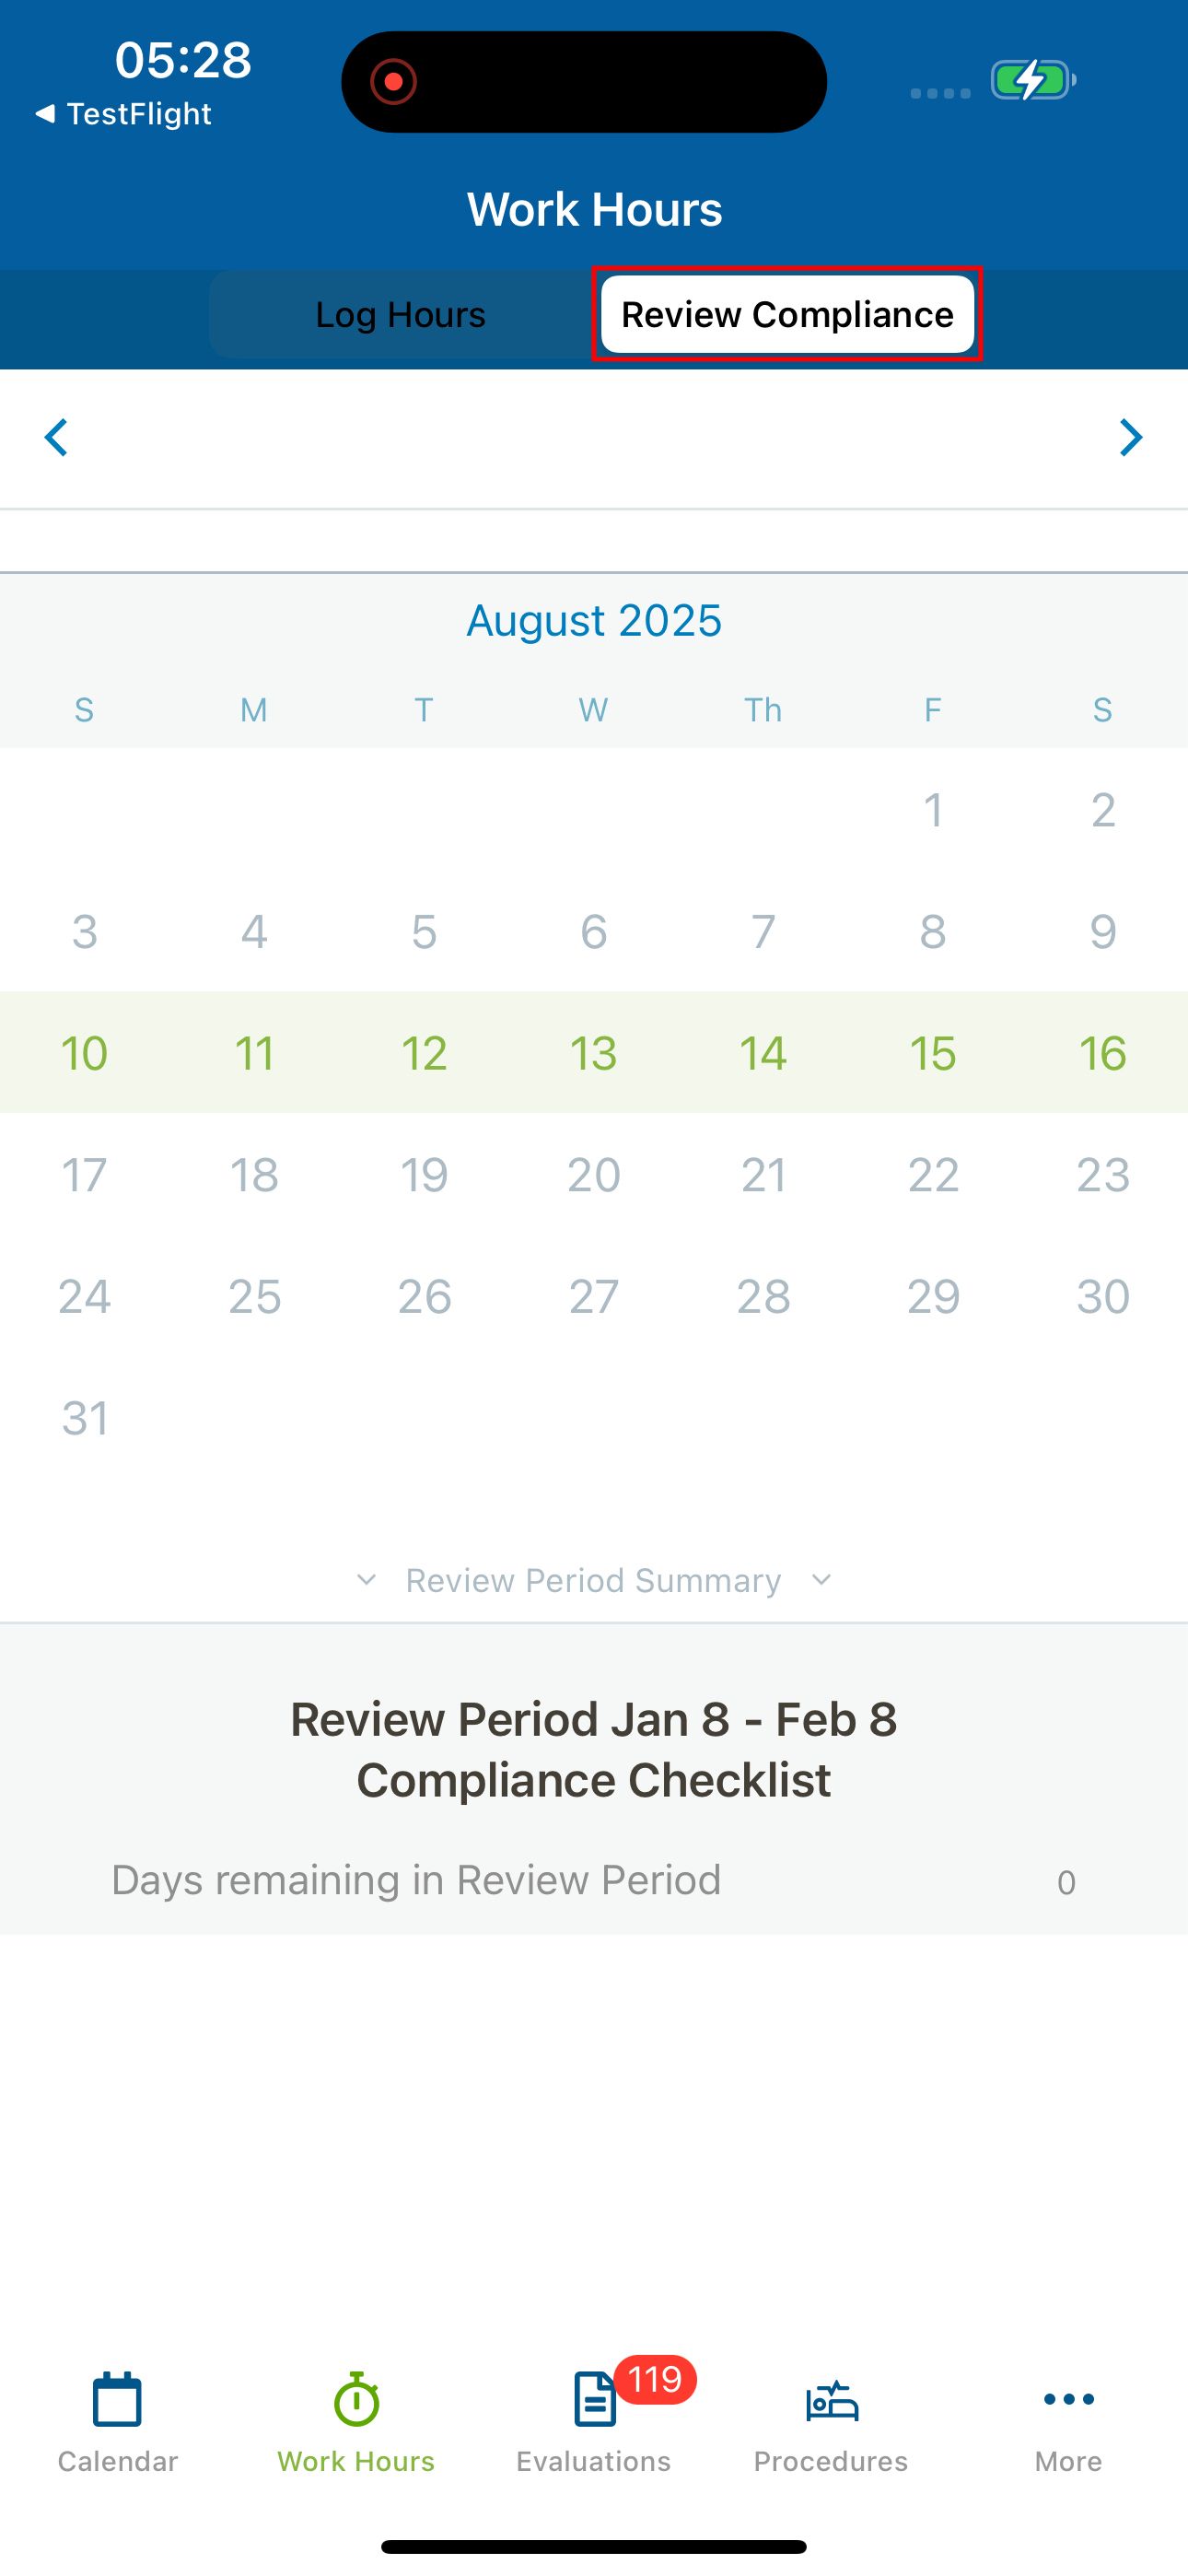 05:28
◀ TestFlight
Work Hours
Log Hours Review Compliance
August 2025
S M T W Th F S
1 2
3 4 5 6 7 8 9
10 11 12 13 14 15 16
17 18 19 20 21 22 23
24 25 26 27 28 29 30
31
Review Period Summary
Review Period Jan 8 - Feb 8
Compliance Checklist
Days remaining in Review Period 0
119
Calendar Work Hours Evaluations Procedures More